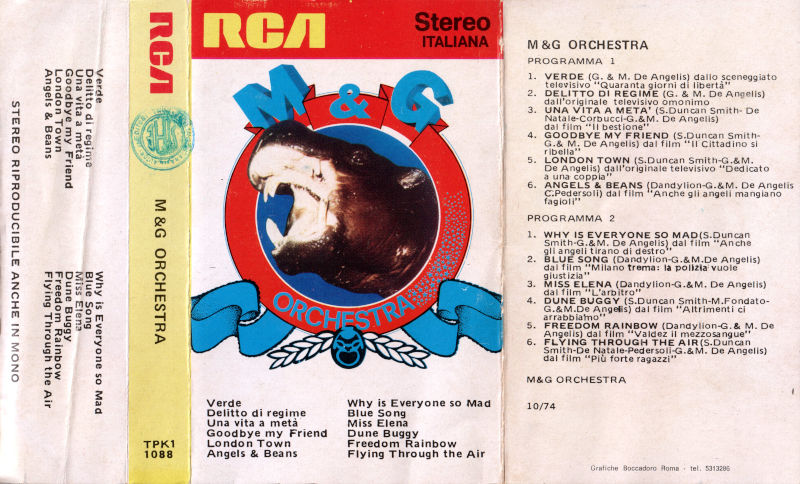 STEREO RIPRODUCIBILE ANCHE IN MONO
Verde
Delitto di regime
Una vita a metà
Goodbye my Friend
London Town
Angels & Beans
Why is Everyone so Mad
Blue Song
Miss Elena
Dune Buggy
Freedom Rainbow
Flying Through the Air
RCA
M & G ORCHESTRA
TPK1
1088
RCA
Stereo
ITALIANA
M & G
ORCHESTRA
Verde
Delitto di regime
Una vita a metà
Goodbye my Friend
London Town
Angels & Beans
Why is Everyone so Mad
Blue Song
Miss Elena
Dune Buggy
Freedom Rainbow
Flying Through the Air
M & G ORCHESTRA
PROGRAMMA 1
1. VERDE (G. & M. De Angelis) dallo sceneggiato
televisivo "Quaranta giorni di libertà"
2. DELITTO DI REGIME (G. & M. De Angelis)
dall'originale televisivo omonimo
3. UNA VITA A META' (S.Duncan Smith- De
Natale-Corbucci-G.&M. De Angelis)
dal film "Il bestione"
4. GOODBYE MY FRIEND (S.Duncan Smith-
G.& M. De Angelis) dal film "Il Cittadino si
ribella"
5. LONDON TOWN (S.Duncan Smith-G.&M.
De Angelis) dall'originale televisivo "Dedicato
a una coppia"
6. ANGELS & BEANS (Dandylion-G.& M. De Angelis
C.Pedersoli) dal film "Anche gli angeli mangiano
fagioli"
PROGRAMMA 2
1. WHY IS EVERYONE SO MAD(S.Duncan
Smith-G.&M. De Angelis) dal film "Anche
gli angeli tirano di destro"
2. BLUE SONG (Dandylion-G.&M. De Angelis)
dal film "Milano trema: la polizia vuole
giustizia"
3. MISS ELENA (Dandylion-G.&M. De Angelis)
dal film "L'arbitro"
4. DUNE BUGGY (S.Duncan Smith-M.Fondato-
G.&M.De Angelis) dal film "Altrimenti ci
arrabbiamo"
5. FREEDOM RAINBOW (Dandylion-G.& M. De
Angelis) dal film "Valdez il mezzosangue"
6. FLYING THROUGH THE AIR(S.Duncan
Smith-De Natale-Pedersoli-G.&M. De Angelis)
dal film "Più forte ragazzi"
M&G ORCHESTRA
10/74
Grafiche Boccadoro Roma - tel. 5313286